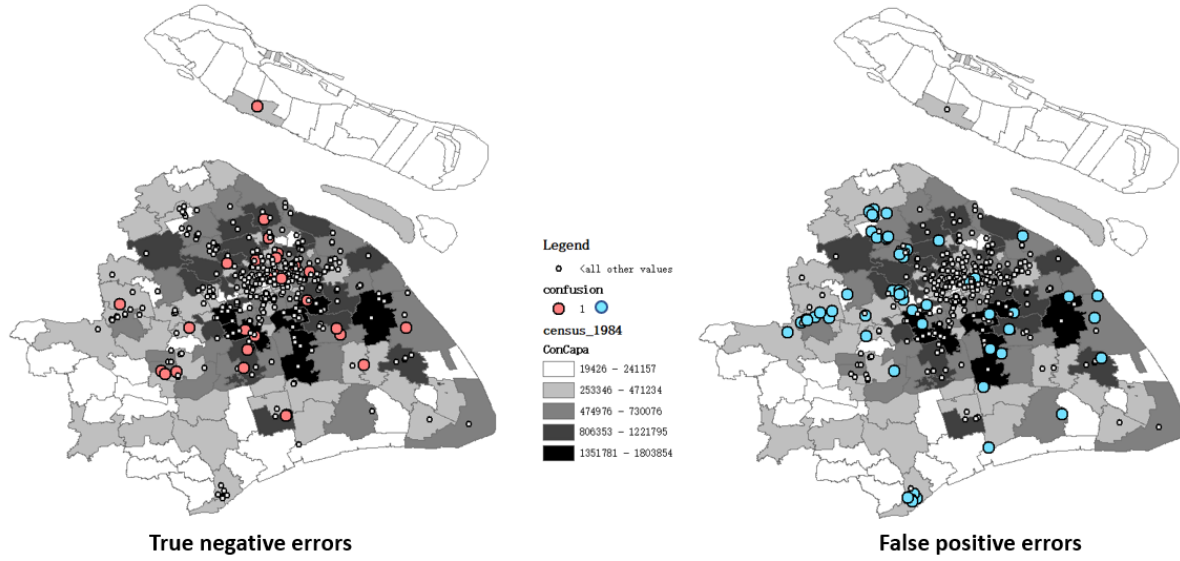 Legend
<all other values
confusion
1
census_1984
ConCapa
19426 - 241157
253346 - 471234
474976 - 730076
806353 - 1221795
1351781 - 1803854
True negative errors
False positive errors